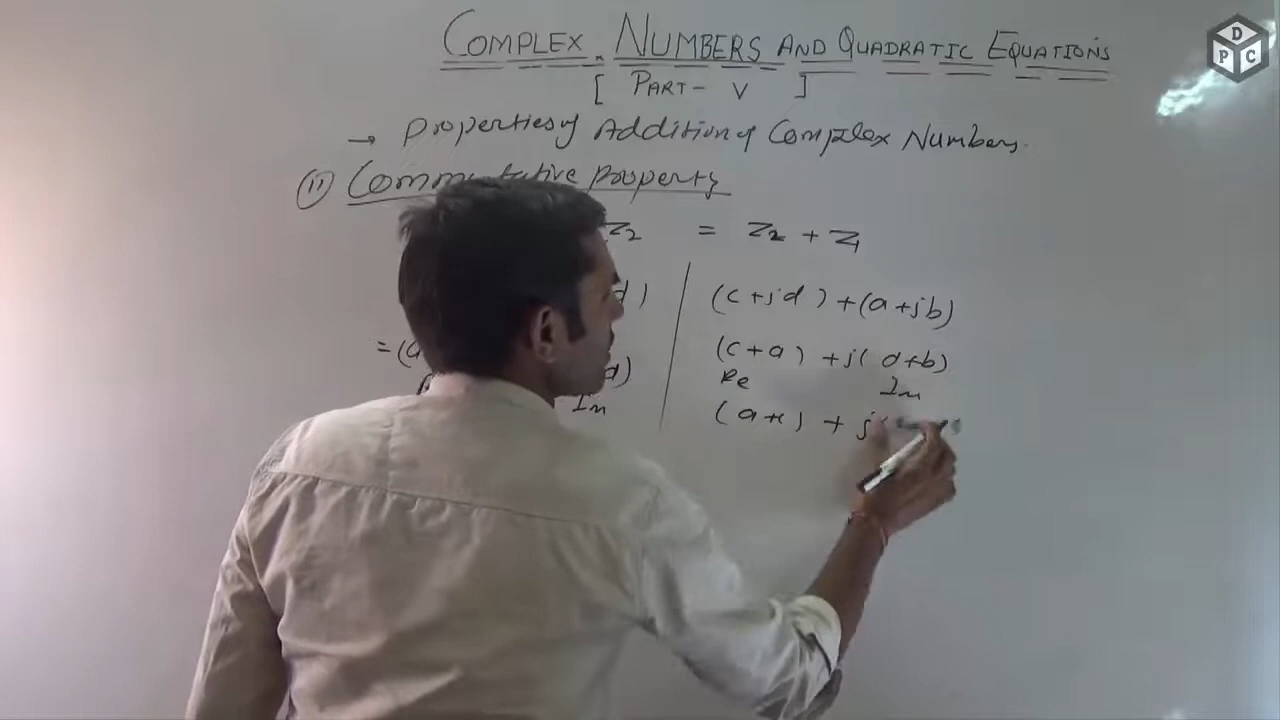 COMPLEX NUMBERS AND QUADRATIC EQUATIONS
[ PART- V ]
→ Properties of Addition of Complex Numbers.
(ii) Commutative property
Z2 = Z2 + Z1
d) (c+jd) + (a+jb)
=(a d) (c+a) + j(d+b)
Im Re Im
(a+c) + j(
D P C